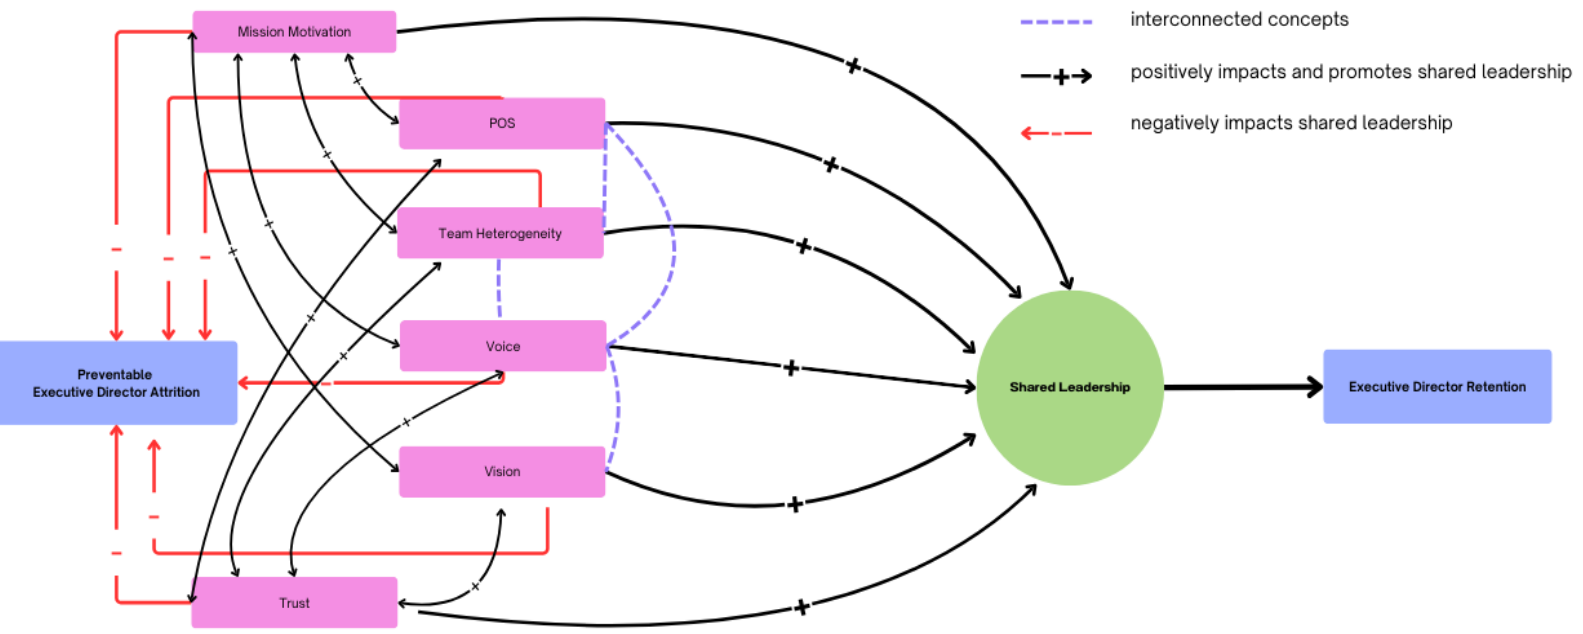 Mission Motivation
interconnected concepts
+
positively impacts and promotes shared leadership
POS
negatively impacts shared leadership
Team Heterogeneity
Voice
Preventable
Executive Director Attrition
Shared Leadership
Executive Director Retention
Vision
Trust